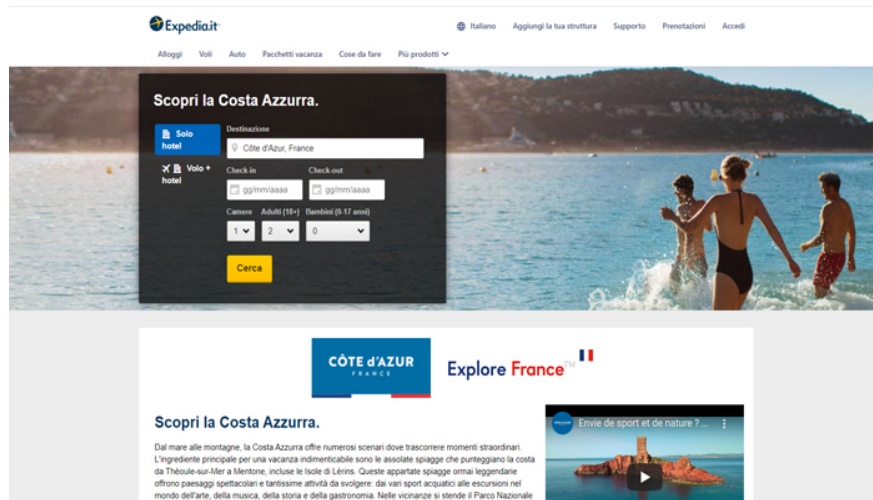 Expedia.it
Italiano Aggiungi la tua struttura Supporto Prenotazioni Accedi
Alloggi Voli Auto Pacchetti vacanza Cose da fare Più prodotti
Scopri la Costa Azzurra.
Solo hotel
Volo + hotel
Destinazione
Côte d'Azur, France
Check-in Check-out
gg/mm/aaaa gg/mm/aaaa
Camere Adulti (18+) Bambini (0-17 anni)
1 2 0
Cerca
CÔTE d'AZUR
FRANCE
Explore France™
Scopri la Costa Azzurra.
Envie de sport et de nature ? ...
Dal mare alle montagne, la Costa Azzurra offre numerosi scenari dove trascorrere momenti straordinari.
L'ingrediente principale per una vacanza indimenticabile sono le assolate spiagge che punteggiano la costa
da Théoule-sur-Mer a Mentone, incluse le Isole di Lérins. Queste appartate spiagge ormai leggendarie
offrono paesaggi spettacolari e tantissime attività da svolgere: dai vari sport acquatici alle escursioni nel
mondo dell'arte, della musica, della storia e della gastronomia. Nelle vicinanze si stende il Parco Nazionale